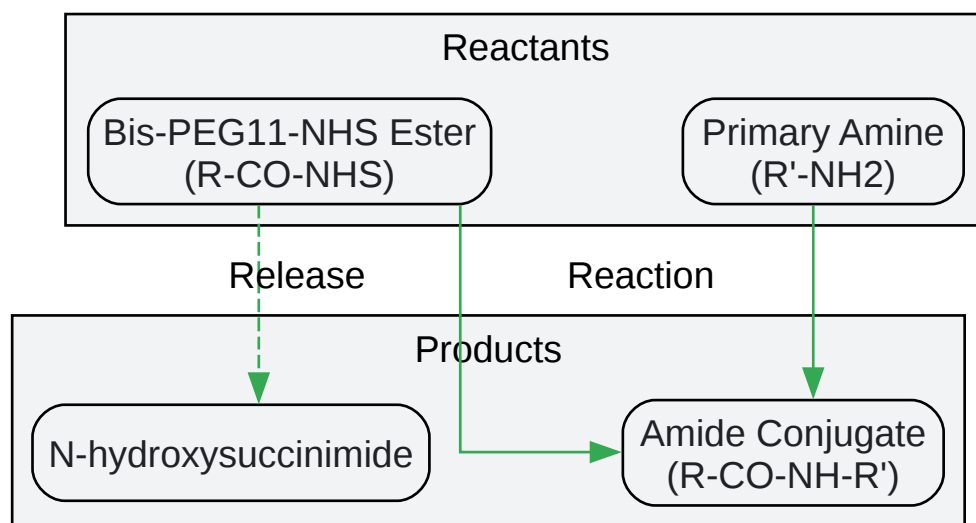 Reactants
Bis-PEG11-NHS Ester
(R-CO-NHS)
Primary Amine
(R'-NH2)
Release
Reaction
Products
N-hydroxysuccinimide
Amide Conjugate
(R-CO-NH-R')